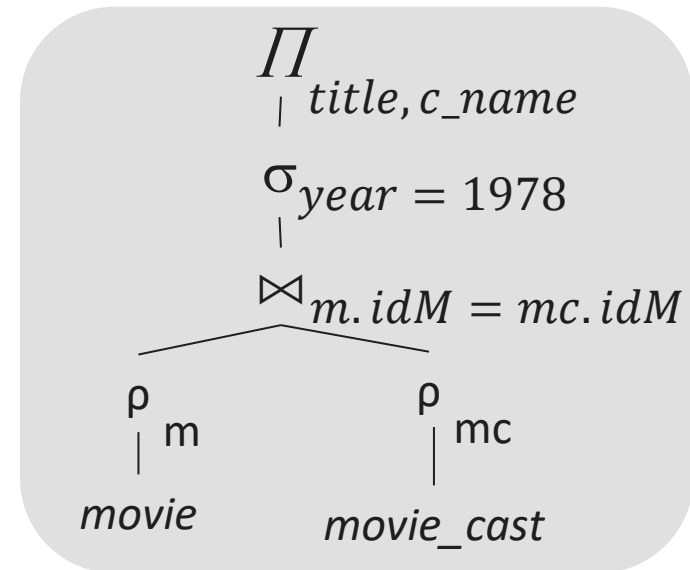 Π title, c_name
σ year = 1978
⋈ m. idM = mc. idM
ρ m ρ mc
movie movie_cast